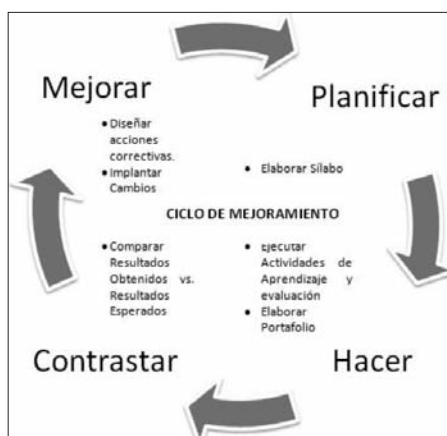 Mejorar
Planificar
• Diseñar
acciones
correctivas.
• Implantar
Cambios
• Elaborar Sílabo
CICLO DE MEJORAMIENTO
• Comparar
Resultados
Obtenidos vs.
Resultados
Esperados
• Ejecutar
Actividades de
Aprendizaje y
evaluación
• Elaborar
Portafolio
Contrastar
Hacer